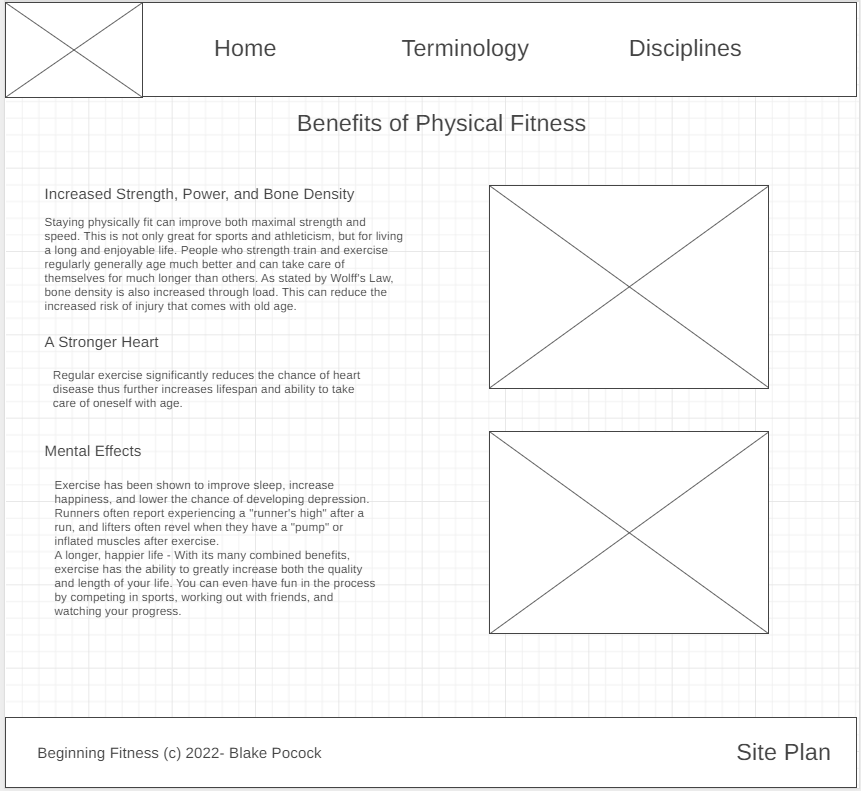 Home Terminology Disciplines
Benefits of Physical Fitness
Increased Strength, Power, and Bone Density
Staying physically fit can improve both maximal strength and
speed. This is not only great for sports and athleticism, but for living
a long and enjoyable life. People who strength train and exercise
regularly generally age much better and can take care of
themselves for much longer than others. As stated by Wolff's Law,
bone density is also increased through load. This can reduce the
increased risk of injury that comes with old age.
A Stronger Heart
Regular exercise significantly reduces the chance of heart
disease thus further increases lifespan and ability to take
care of oneself with age.
Mental Effects
Exercise has been shown to improve sleep, increase
happiness, and lower the chance of developing depression.
Runners often report experiencing a "runner's high" after a
run, and lifters often revel when they have a "pump" or
inflated muscles after exercise.
A longer, happier life - With its many combined benefits,
exercise has the ability to greatly increase both the quality
and length of your life. You can even have fun in the process
by competing in sports, working out with friends, and
watching your progress.
Beginning Fitness (c) 2022- Blake Pocock
Site Plan